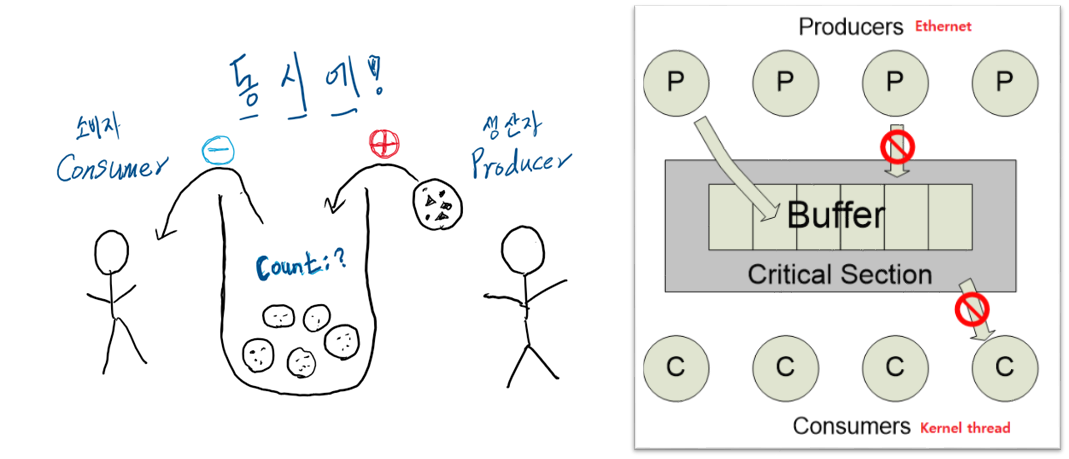 동시에!
소비자
Consumer
생산자
Producer
Count:?
Producers Ethernet
P P P P
Buffer
Critical Section
C C C C
Consumers Kernel thread